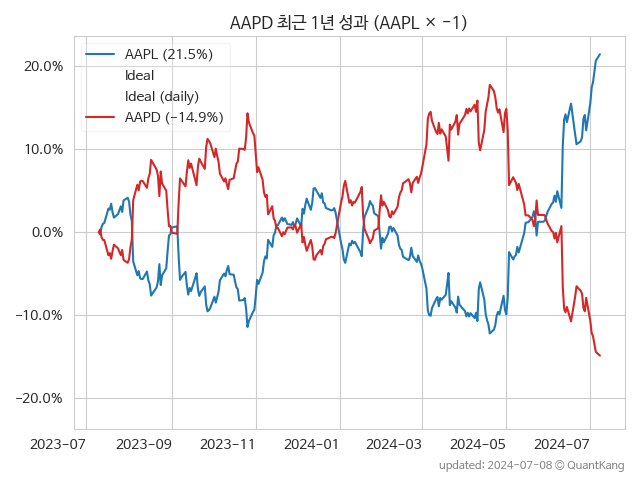 AAPD 최근 1년 성과 (AAPL × −1)
AAPL (21.5%)
Ideal
Ideal (daily)
AAPD (−14.9%)
20.0%
10.0%
0.0%
−10.0%
−20.0%
2023-07 2023-09 2023-11 2024-01 2024-03 2024-05 2024-07
updated: 2024-07-08 ⓒ QuantKang